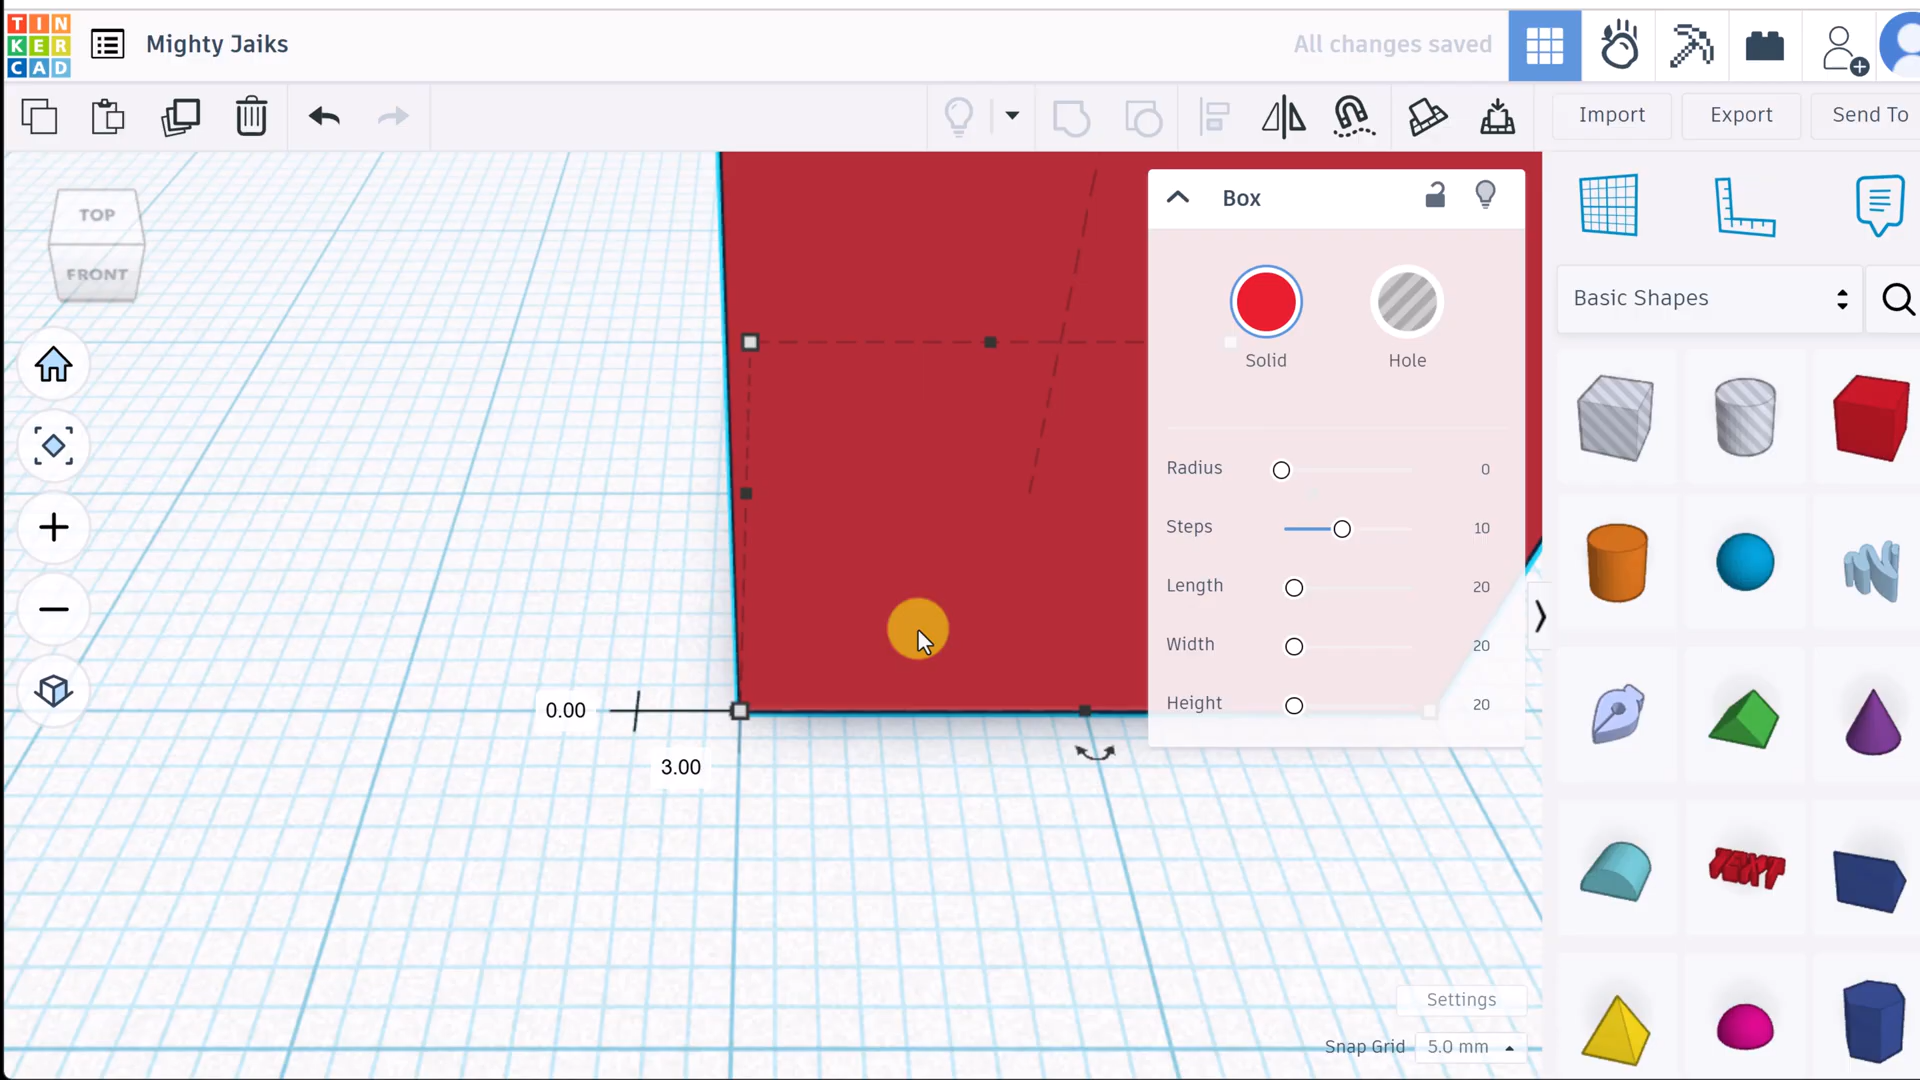 TIN
KER
CAD
Mighty Jaiks
All changes saved
Import
Export
Send To
TOP
FRONT
Box
Solid
Hole
Radius 0
Steps 10
Length 20
Width 20
Height 20
Basic Shapes
TEXT
0.00
3.00
Settings
Snap Grid 5.0 mm